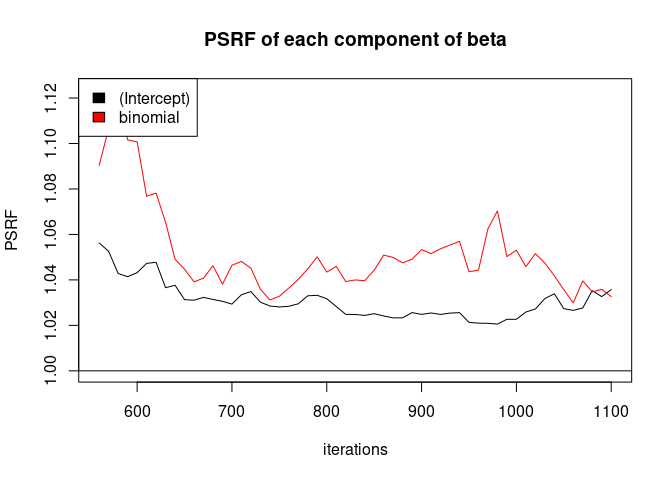 PSRF of each component of beta
(Intercept)
binomial
PSRF
1.12
1.10
1.08
1.06
1.04
1.02
1.00
600 700 800 900 1000 1100
iterations